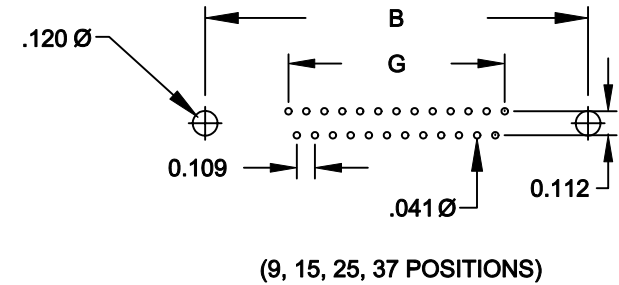 B
.120 Ø
G
0.109
.041 Ø
0.112
(9, 15, 25, 37 POSITIONS)